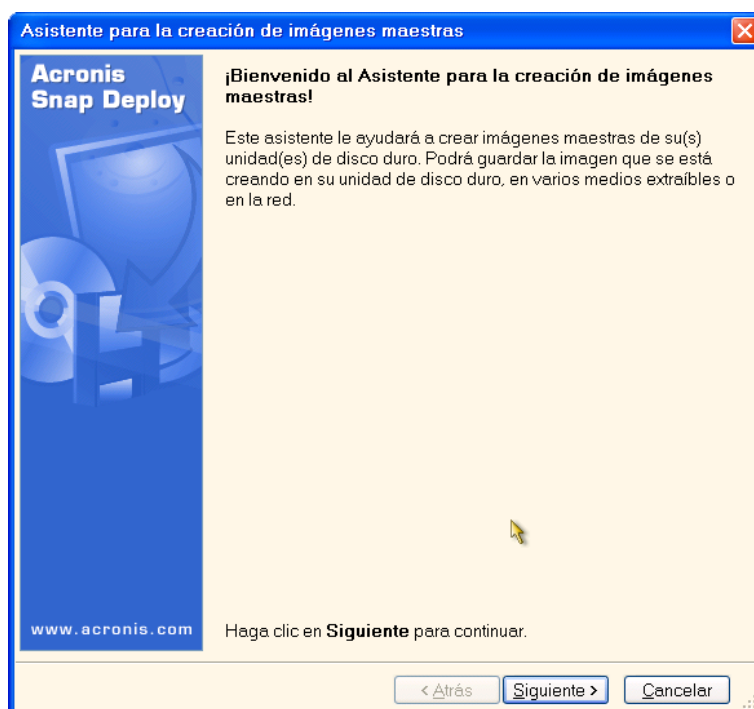 Asistente para la creación de imágenes maestras
Acronis
Snap Deploy
¡Bienvenido al Asistente para la creación de imágenes
maestras!
Este asistente le ayudará a crear imágenes maestras de su(s)
unidad(es) de disco duro. Podrá guardar la imagen que se está
creando en su unidad de disco duro, en varios medios extraíbles o
en la red.
www.acronis.com
Haga clic en Siguiente para continuar.
< Atrás
Siguiente >
Cancelar